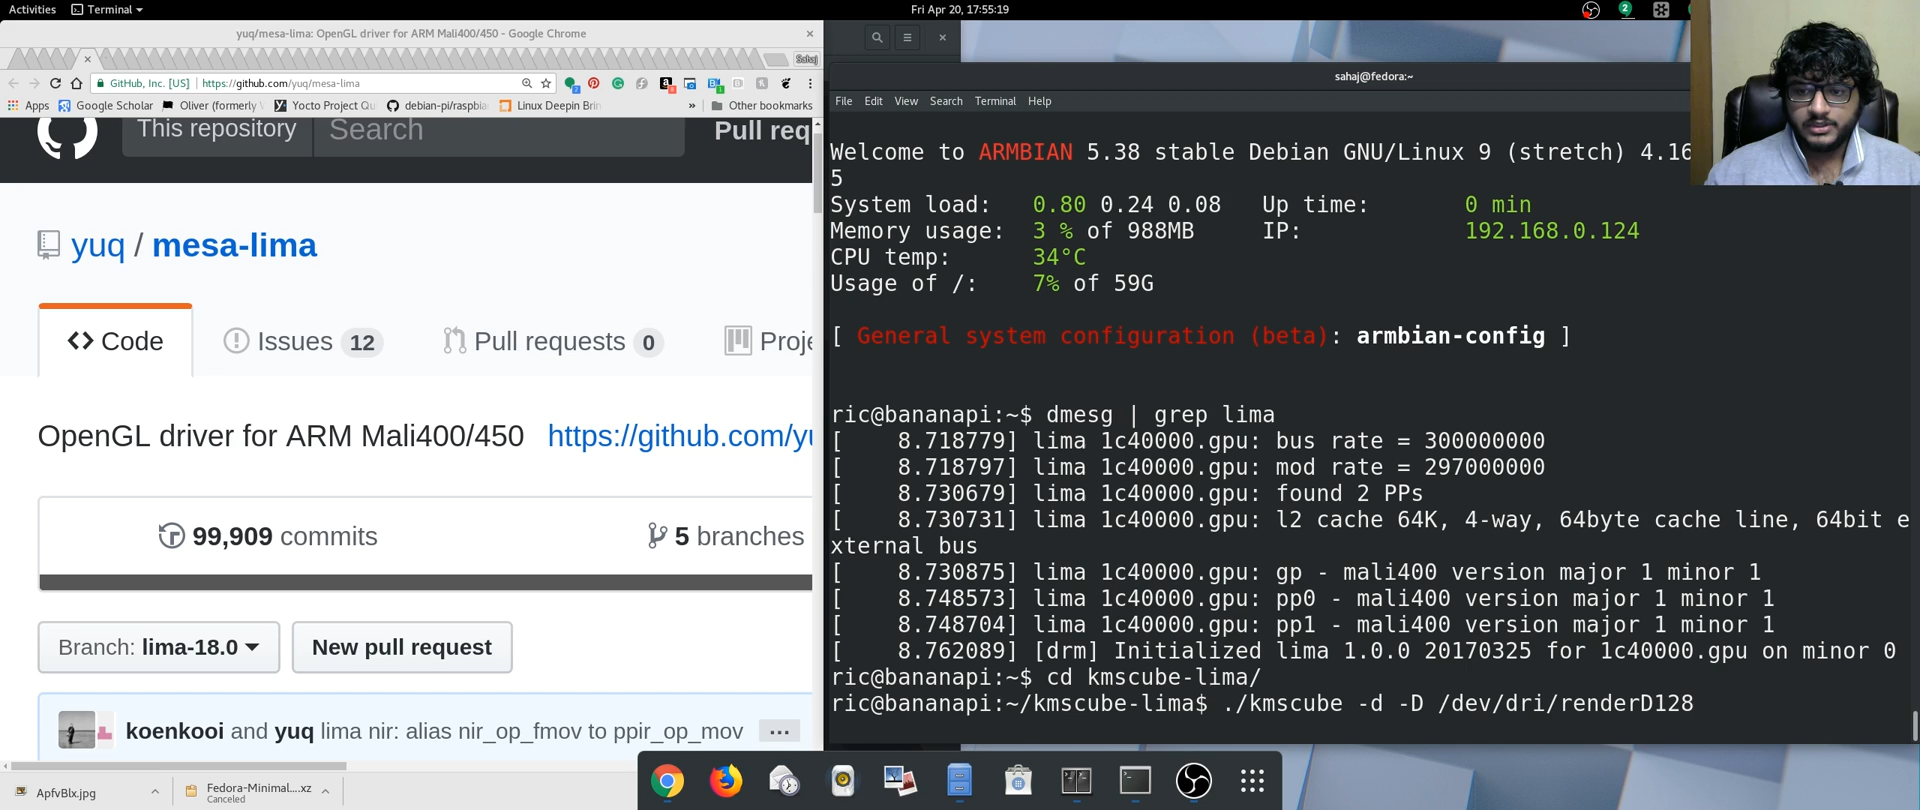 Activities Terminal Fri Apr 20, 17:55:19 2
yuq/mesa-lima: OpenGL driver for ARM Mali400/450 - Google Chrome
Sahaj
GitHub, Inc. [US] https://github.com/yuq/mesa-lima
Apps Google Scholar Oliver (formerly Yocto Project Qu debian-pi/raspbia Linux Deepin Brin » Other bookmarks
This repository Search Pull req
yuq / mesa-lima
Code Issues 12 Pull requests 0 Proje
OpenGL driver for ARM Mali400/450 https://github.com/yu
99,909 commits 5 branches
Branch: lima-18.0 New pull request
koenkooi and yuq lima nir: alias nir_op_fmov to ppir_op_mov ...
ApfvBlx.jpg Fedora-Minimal....xz
Canceled
sahaj@fedora:~
File Edit View Search Terminal Help
Welcome to ARMBIAN 5.38 stable Debian GNU/Linux 9 (stretch) 4.16
5
System load: 0.80 0.24 0.08 Up time: 0 min
Memory usage: 3 % of 988MB IP: 192.168.0.124
CPU temp: 34°C
Usage of /: 7% of 59G
[ General system configuration (beta): armbian-config ]
ric@bananapi:~$ dmesg | grep lima
[ 8.718779] lima 1c40000.gpu: bus rate = 300000000
[ 8.718797] lima 1c40000.gpu: mod rate = 297000000
[ 8.730679] lima 1c40000.gpu: found 2 PPs
[ 8.730731] lima 1c40000.gpu: l2 cache 64K, 4-way, 64byte cache line, 64bit e
xternal bus
[ 8.730875] lima 1c40000.gpu: gp - mali400 version major 1 minor 1
[ 8.748573] lima 1c40000.gpu: pp0 - mali400 version major 1 minor 1
[ 8.748704] lima 1c40000.gpu: pp1 - mali400 version major 1 minor 1
[ 8.762089] [drm] Initialized lima 1.0.0 20170325 for 1c40000.gpu on minor 0
ric@bananapi:~$ cd kmscube-lima/
ric@bananapi:~/kmscube-lima$ ./kmscube -d -D /dev/dri/renderD128